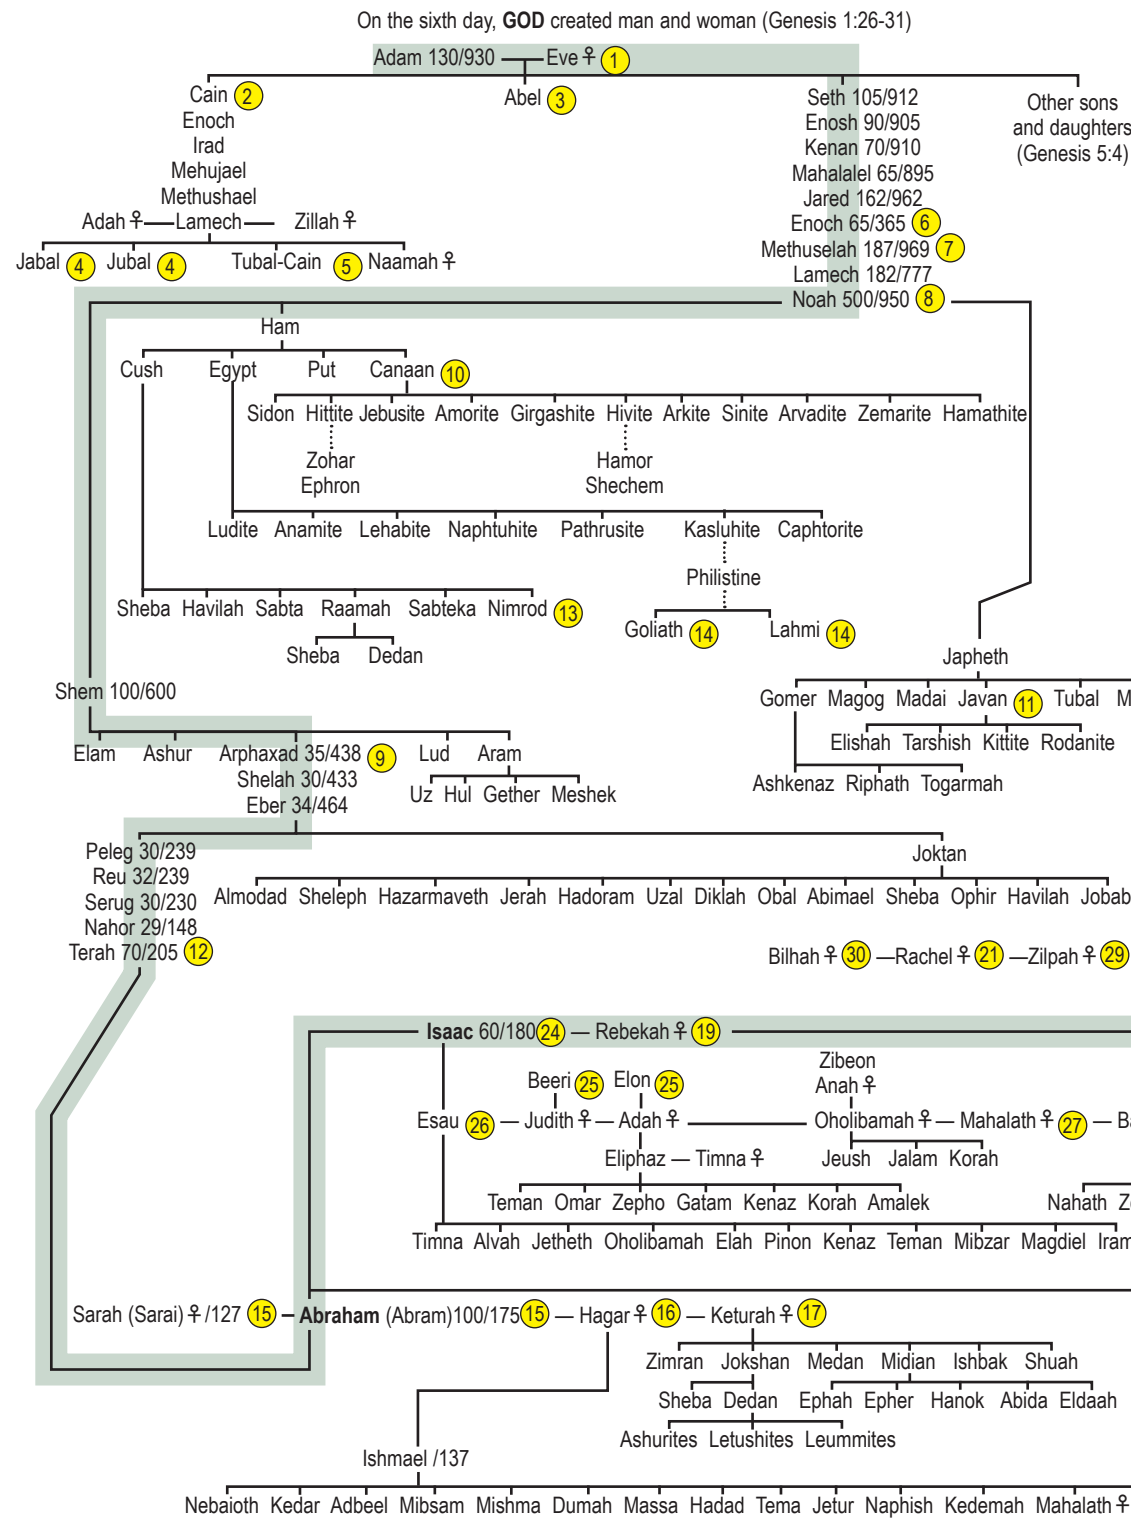 On the sixth day, GOD created man and woman (Genesis 1:26-31)
Adam 130/930 Eve ♀ 1
Cain 2 Abel 3 Seth 105/912 Other sons
Enoch Enosh 90/905 and daughters
Irad Kenan 70/910 (Genesis 5:4)
Mehujael Mahalalel 65/895
Methushael Jared 162/962
Adah ♀ Lamech Zillah ♀ Enoch 65/365 6
Jabal 4 Jubal 4 Tubal-Cain 5 Naamah ♀ Methuselah 187/969 7
Lamech 182/777
Noah 500/950 8
Ham
Cush Egypt Put Canaan 10
Sidon Hittite Jebusite Amorite Girgashite Hivite Arkite Sinite Arvadite Zemarite Hamathite
Zohar Hamor
Ephron Shechem
Ludite Anamite Lehabite Naphtuhite Pathrusite Kasluhite Caphtorite
Philistine
Sheba Havilah Sabta Raamah Sabteka Nimrod 13
Goliath 14 Lahmi 14
Sheba Dedan Japheth
Shem 100/600 Gomer Magog Madai Javan 11 Tubal M
Elishah Tarshish Kittite Rodanite
Elam Ashur Arphaxad 35/438 9 Lud Aram
Shelah 30/433 Ashkenaz Riphath Togarmah
Eber 34/464 Uz Hul Gether Meshek
Peleg 30/239 Joktan
Reu 32/239
Serug 30/230 Almodad Sheleph Hazarmaveth Jerah Hadoram Uzal Diklah Obal Abimael Sheba Ophir Havilah Jobab
Nahor 29/148
Terah 70/205 12 Bilhah ♀ 30 —Rachel ♀ 21 —Zilpah ♀ 29
Isaac 60/180 24 — Rebekah ♀ 19
Zibeon
Beeri 25 Elon 25 Anah ♀
Esau 26 — Judith ♀ — Adah ♀ Oholibamah ♀ — Mahalath ♀ 27 — Ba
Eliphaz — Timna ♀ Jeush Jalam Korah
Teman Omar Zepho Gatam Kenaz Korah Amalek Nahath Ze
Timna Alvah Jetheth Oholibamah Elah Pinon Kenaz Teman Mibzar Magdiel Iram
Sarah (Sarai) ♀ /127 15 – Abraham (Abram)100/175 15 — Hagar ♀ 16 — Keturah ♀ 17
Zimran Jokshan Medan Midian Ishbak Shuah
Sheba Dedan Ephah Epher Hanok Abida Eldaah
Ashurites Letushites Leummites
Ishmael /137
Nebaioth Kedar Adbeel Mibsam Mishma Dumah Massa Hadad Tema Jetur Naphish Kedemah Mahalath ♀